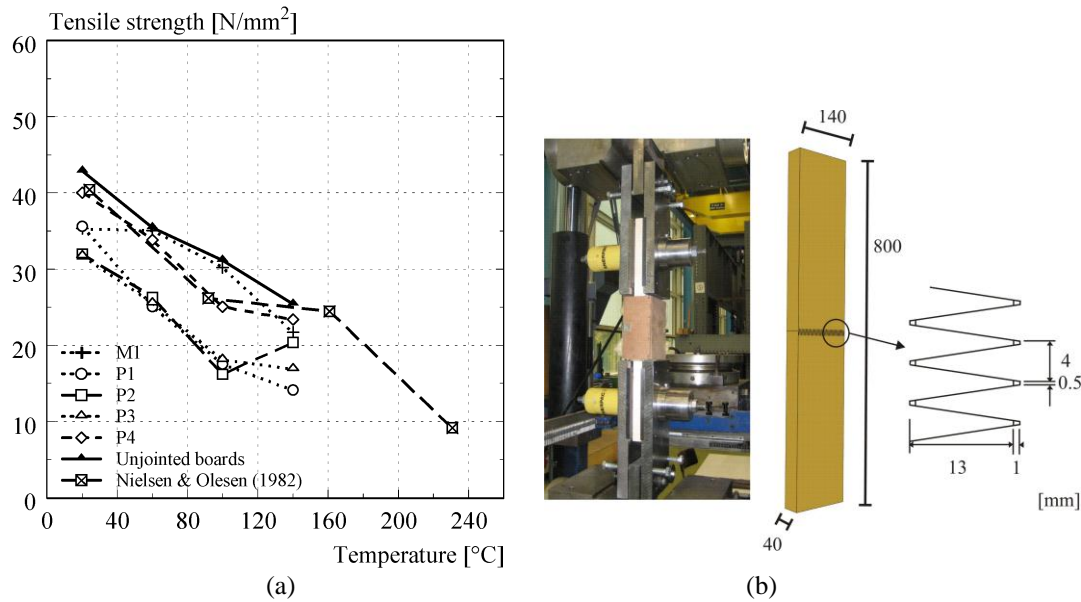 Tensile strength [N/mm²]
60
50
40
30
20
10
0
M1
P1
P2
P3
P4
Unjointed boards
Nielsen & Olesen (1982)
0 40 80 120 160 200 240
Temperature [°C]
(a)
140
800
4
0.5
13 1
[mm]
40
(b)